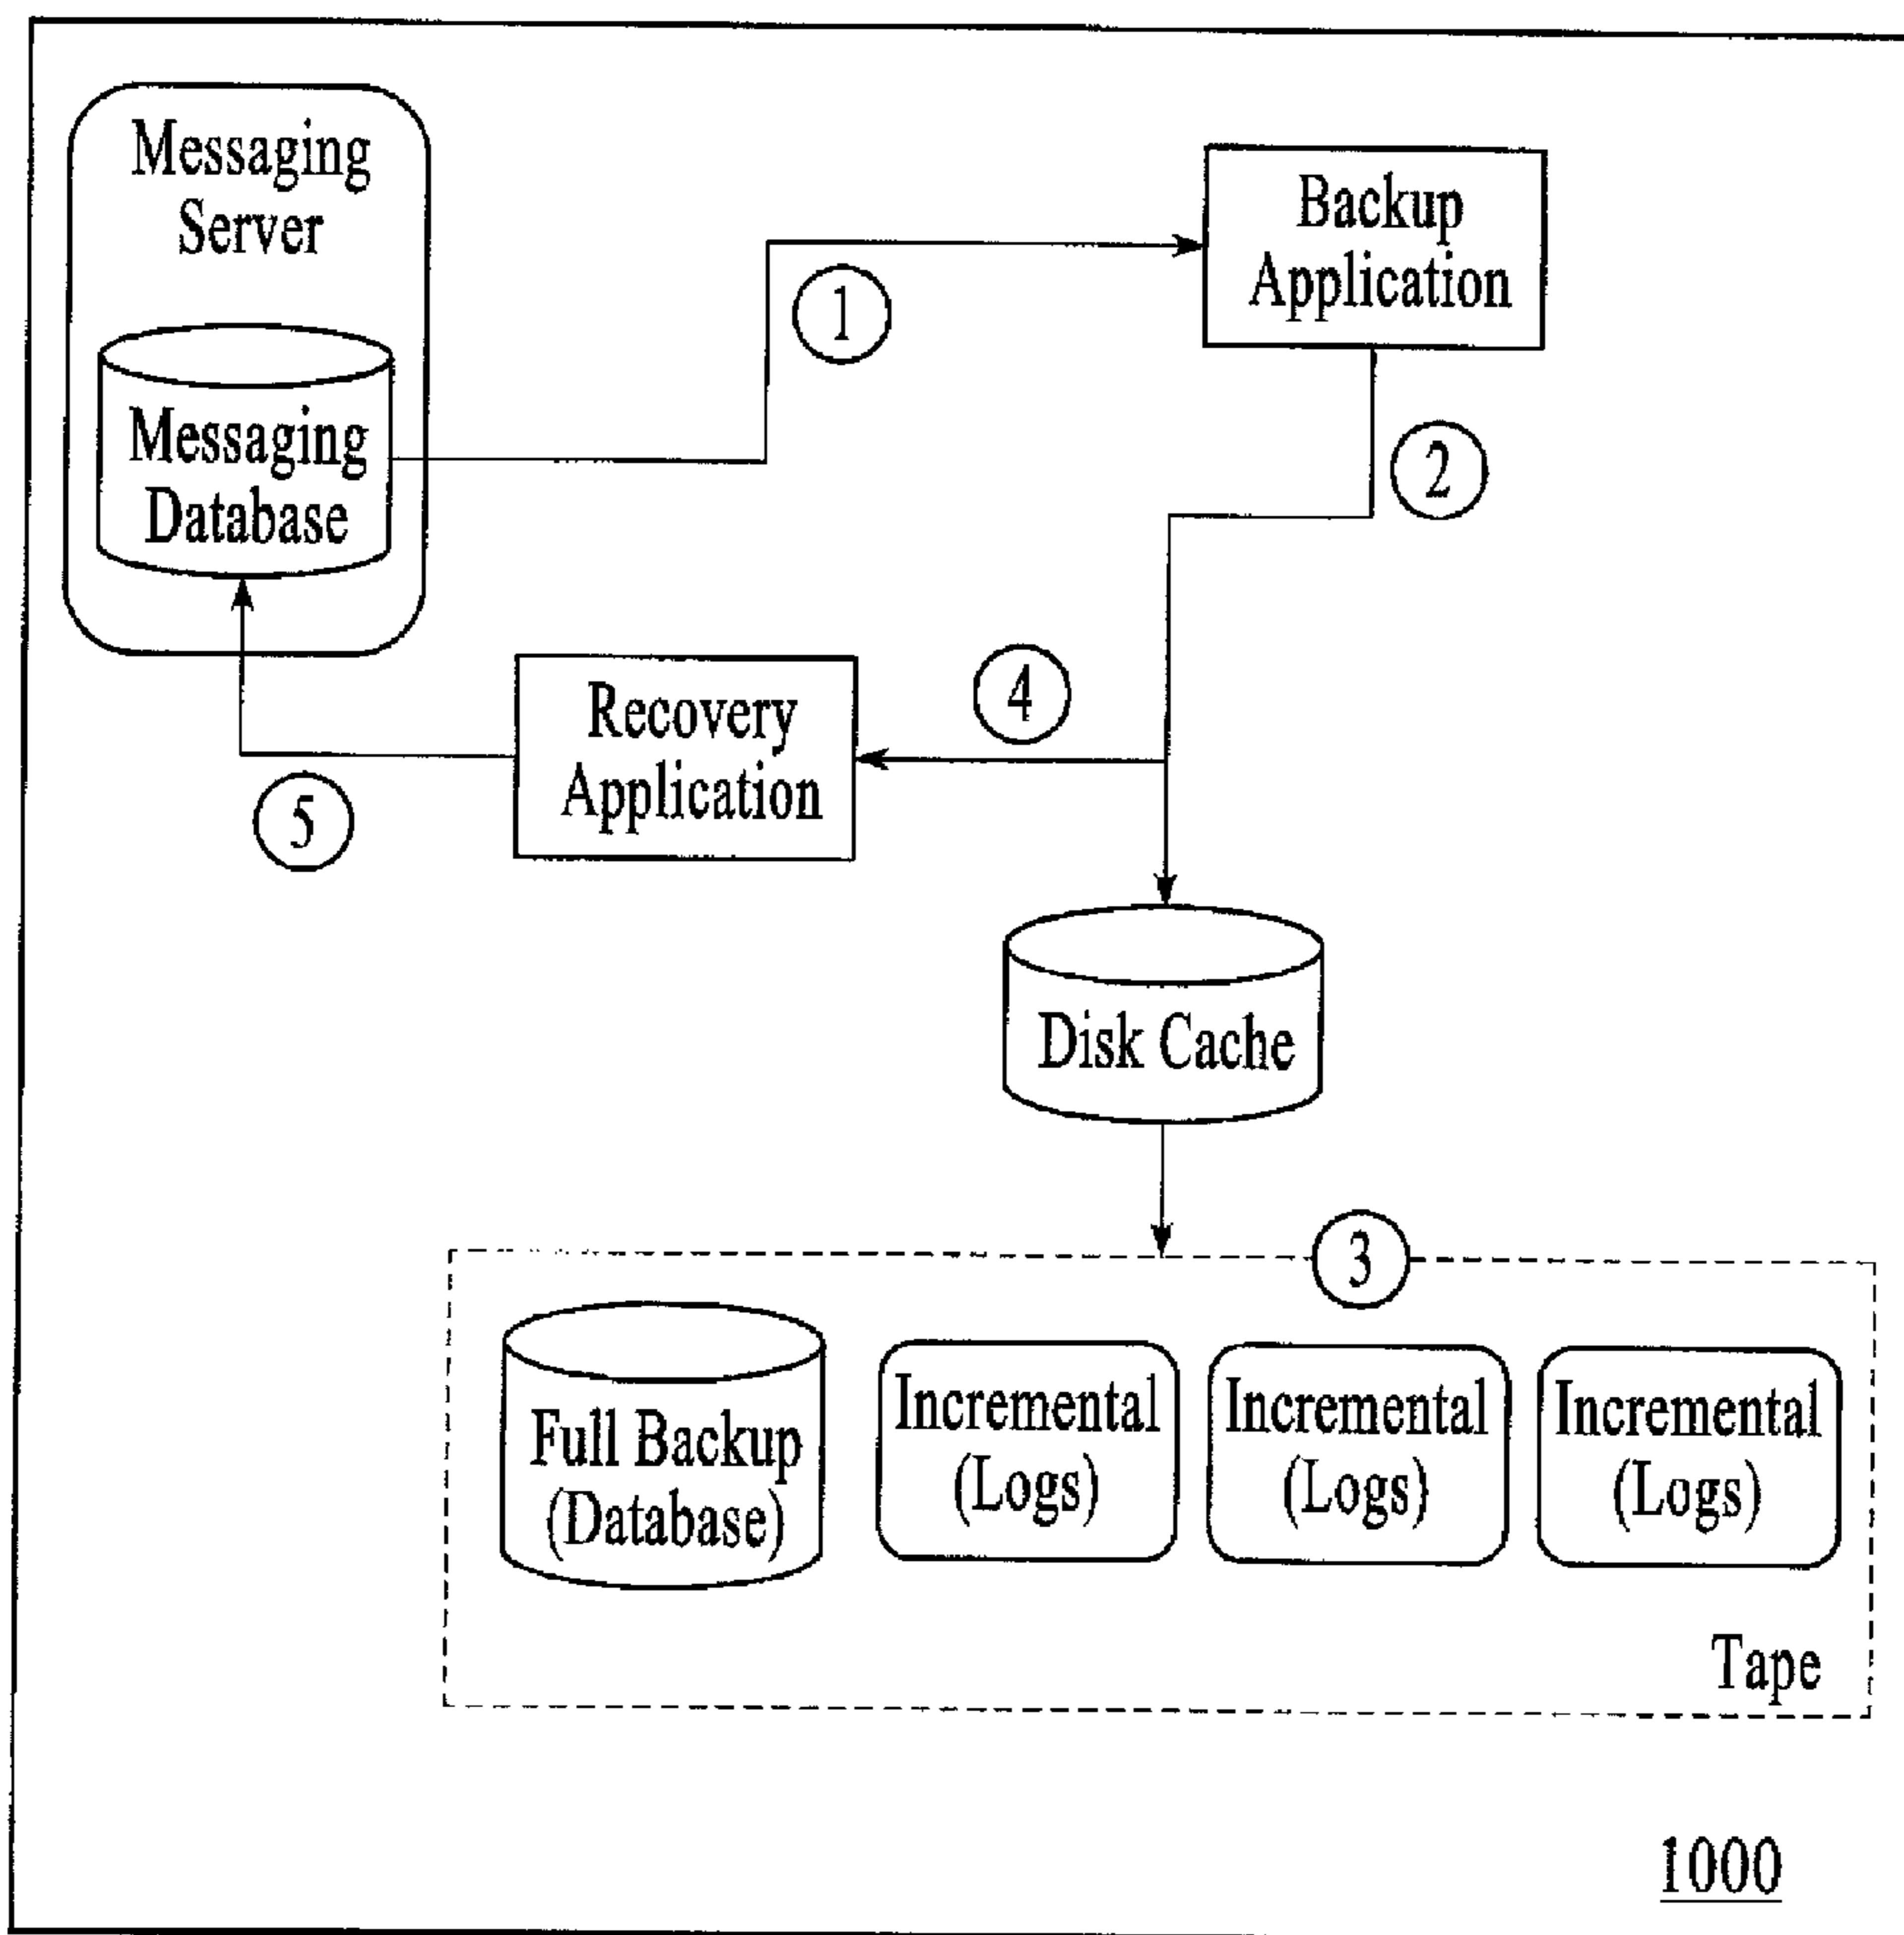 Messaging
Server
Messaging
Database
1
Backup
Application
2
Recovery
Application
4
5
Disk Cache
3
Full Backup
(Database)
Incremental
(Logs)
Incremental
(Logs)
Incremental
(Logs)
Tape
1000